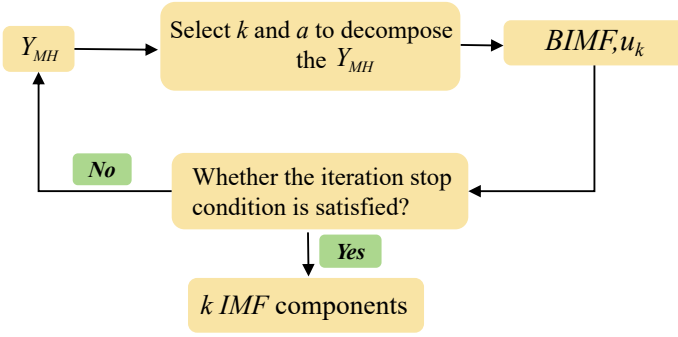 Y_MH
Select k and a to decompose
the Y_MH
BIMF,u_k
No
Whether the iteration stop
condition is satisfied?
Yes
k IMF components